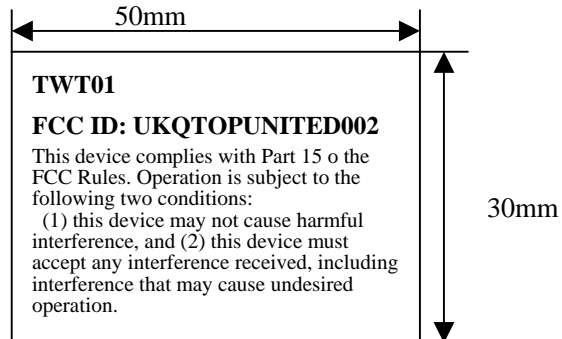 50mm
TWT01
FCC ID: UKQTOPUNITED002
This device complies with Part 15 o the
FCC Rules. Operation is subject to the
following two conditions:
(1) this device may not cause harmful
interference, and (2) this device must
accept any interference received, including
interference that may cause undesired
operation.
30mm